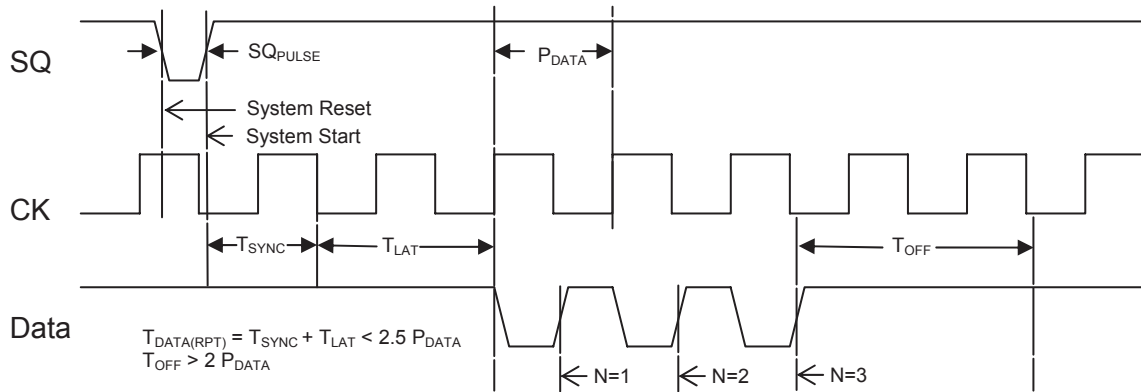 SQ
SQPULSE
PDATA
System Reset
System Start
CK
TSYNC
TLAT
TOFF
Data
TDATA(RPT) = TSYNC + TLAT < 2.5 PDATA
TOFF > 2 PDATA
N=1
N=2
N=3